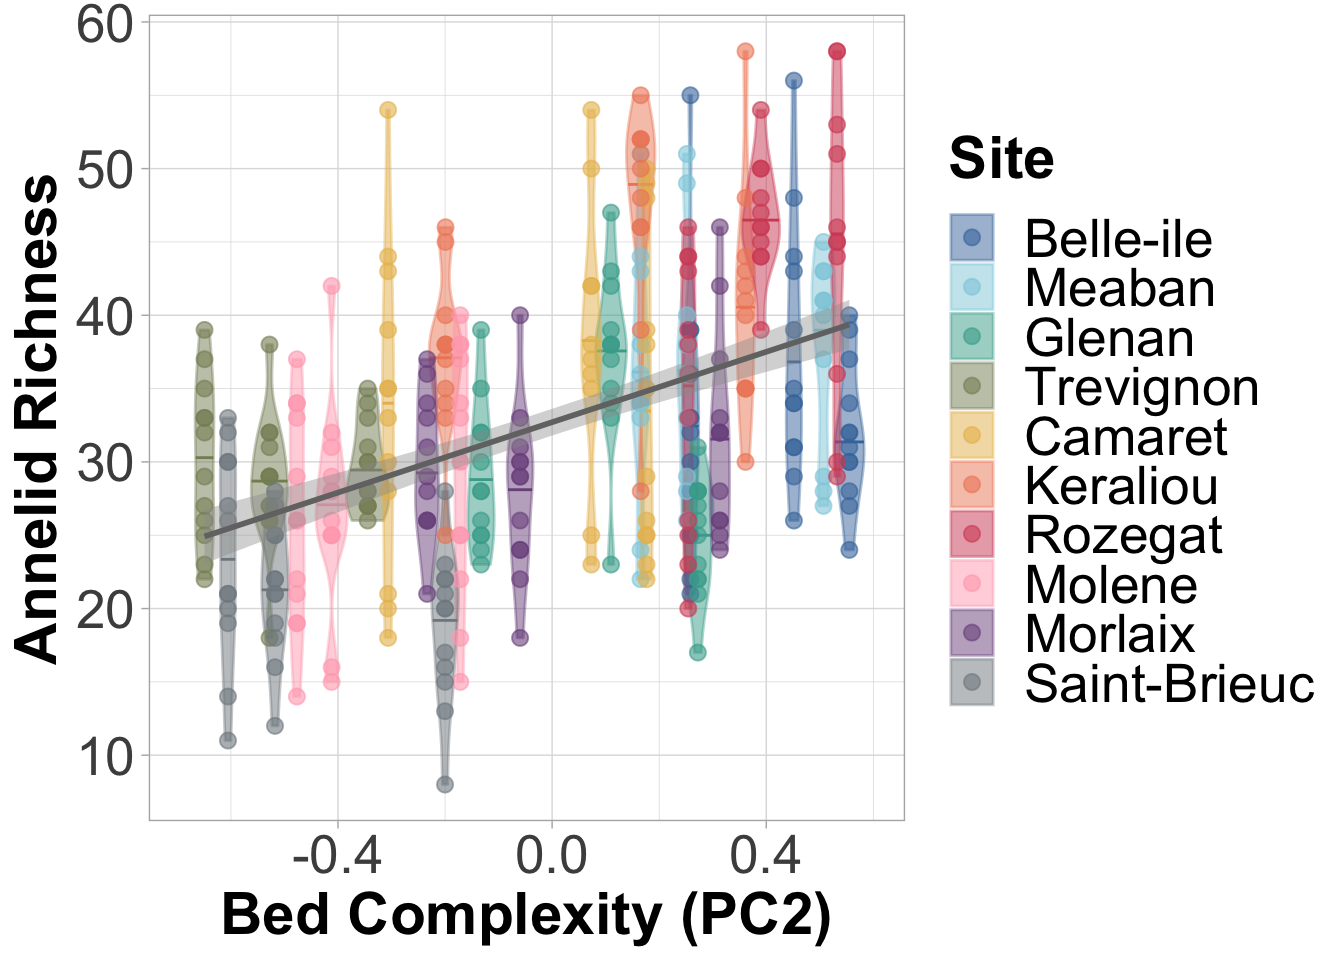 Annelid Richness
60
50
40
30
20
10
-0.4
0.0
0.4
Bed Complexity (PC2)
Site
Belle-ile
Meaban
Glenan
Trevignon
Camaret
Keraliou
Rozegat
Molene
Morlaix
Saint-Brieuc